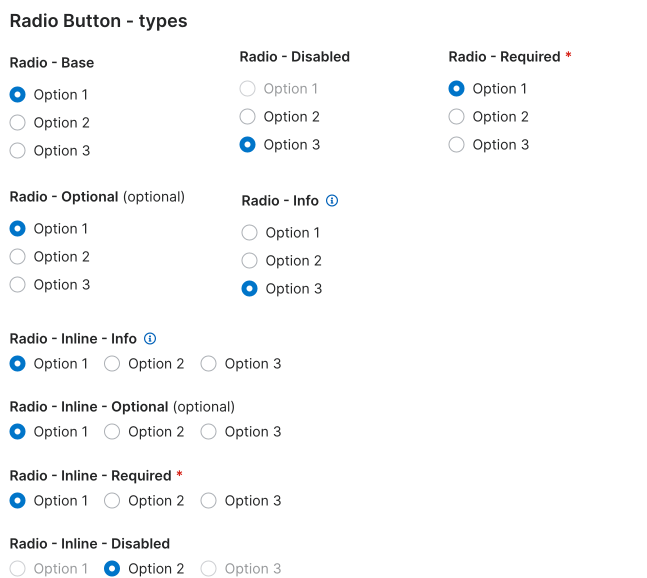 Radio Button - types
Radio - Base
Option 1
Option 2
Option 3
Radio - Disabled
Option 1
Option 2
Option 3
Radio - Required *
Option 1
Option 2
Option 3
Radio - Optional (optional)
Option 1
Option 2
Option 3
Radio - Info
Option 1
Option 2
Option 3
Radio - Inline - Info
Option 1 Option 2 Option 3
Radio - Inline - Optional (optional)
Option 1 Option 2 Option 3
Radio - Inline - Required *
Option 1 Option 2 Option 3
Radio - Inline - Disabled
Option 1 Option 2 Option 3